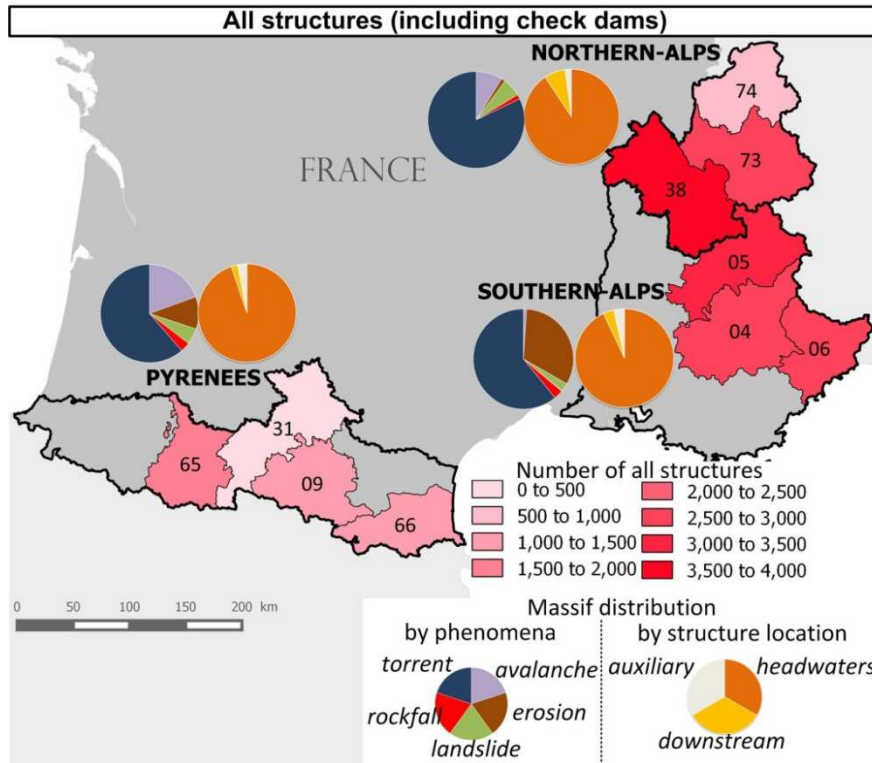 All structures (including check dams)
NORTHERN-ALPS
74
FRANCE
73
38
05
SOUTHERN-ALPS
04
06
PYRENEES
31
65
09
66
Number of all structures
0 to 500
500 to 1,000
1,000 to 1,500
1,500 to 2,000
2,000 to 2,500
2,500 to 3,000
3,000 to 3,500
3,500 to 4,000
0 50 100 150 200 km
Massif distribution
by phenomena
torrent
avalanche
rockfall
erosion
landslide
by structure location
auxiliary
headwaters
downstream